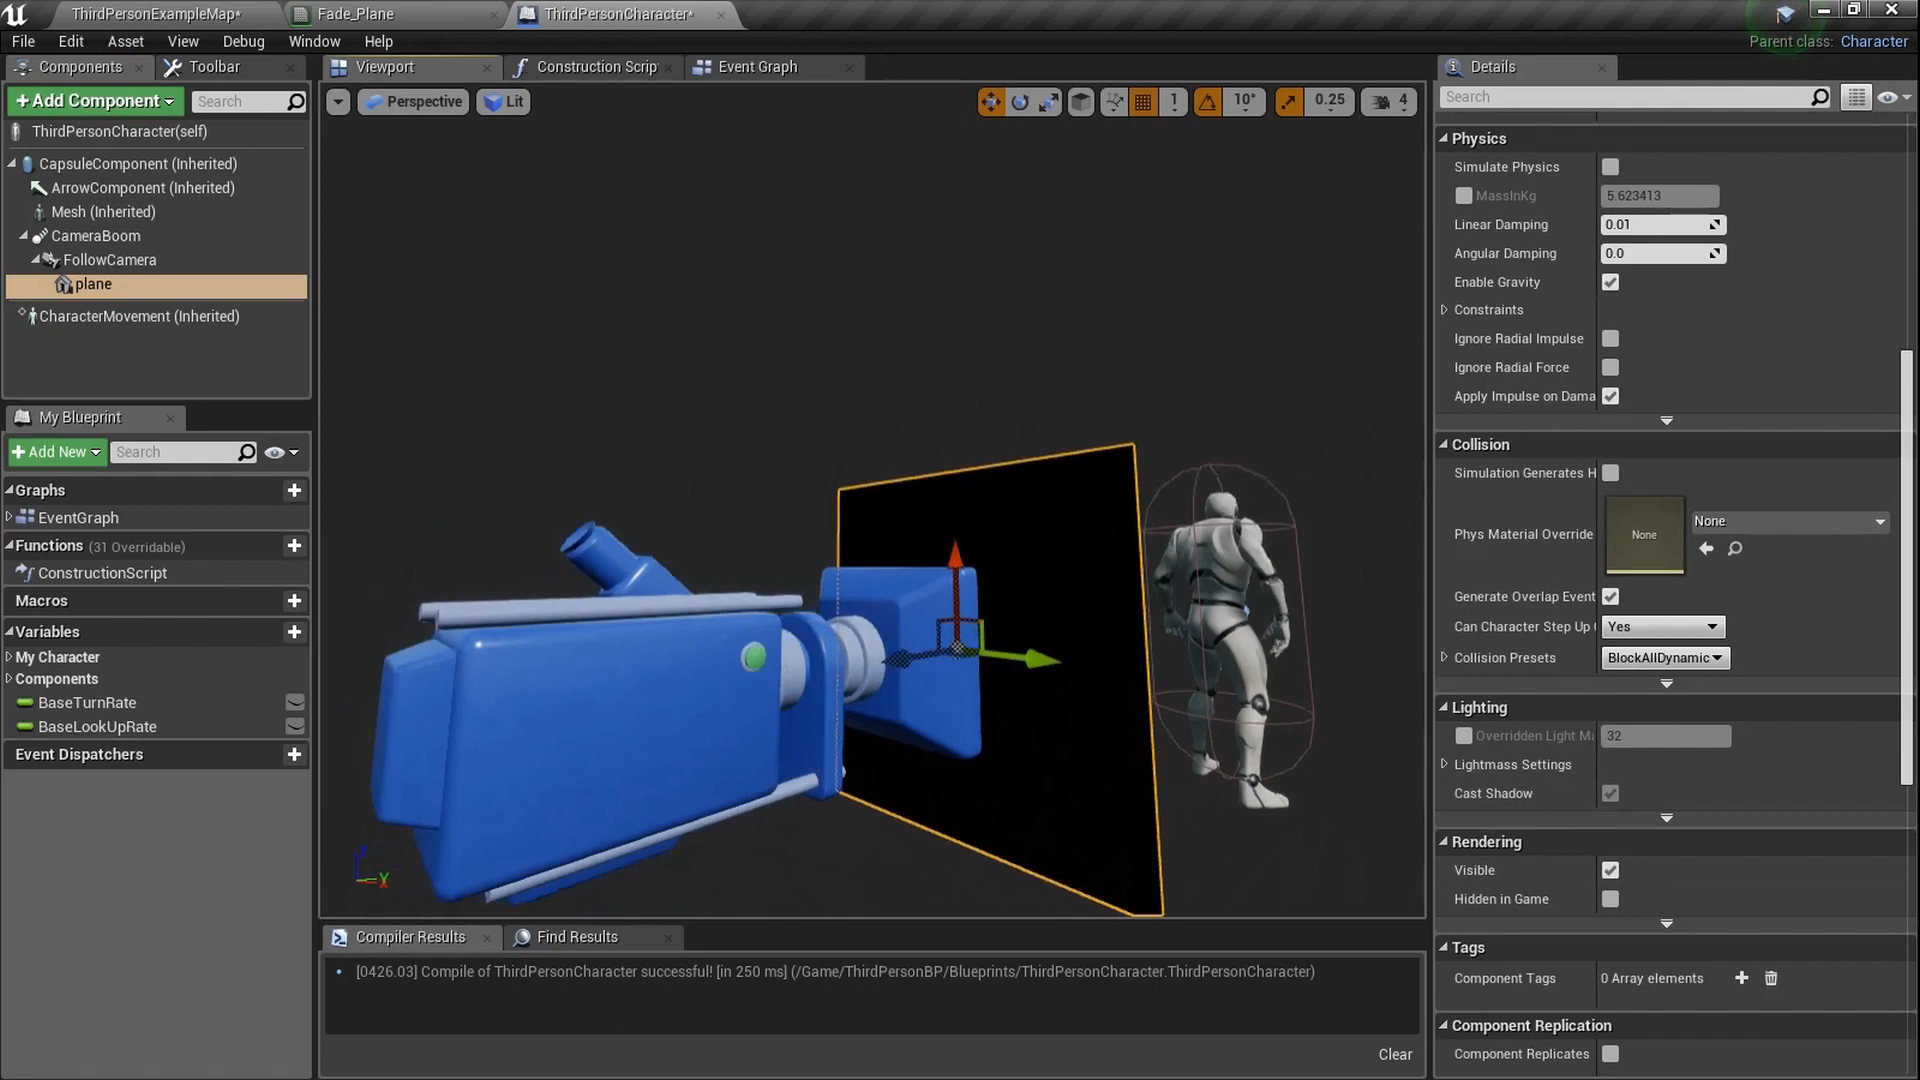 ThirdPersonExampleMap*
Fade_Plane
ThirdPersonCharacter*
File Edit Asset View Debug Window Help
Parent class: Character
Components
Toolbar
+Add Component
Search
ThirdPersonCharacter(self)
CapsuleComponent (Inherited)
ArrowComponent (Inherited)
Mesh (Inherited)
CameraBoom
FollowCamera
plane
CharacterMovement (Inherited)
My Blueprint
+Add New
Search
Graphs
EventGraph
Functions (31 Overridable)
ConstructionScript
Macros
Variables
My Character
Components
BaseTurnRate
BaseLookUpRate
Event Dispatchers
Viewport
Construction Scrip
Event Graph
Perspective
Lit
1
10°
0.25
4
Z
Y
Compiler Results
Find Results
[0426.03] Compile of ThirdPersonCharacter successful! [in 250 ms] (/Game/ThirdPersonBP/Blueprints/ThirdPersonCharacter.ThirdPersonCharacter)
Clear
Details
Search
Physics
Simulate Physics
MassInKg 5.623413
Linear Damping 0.01
Angular Damping 0.0
Enable Gravity
Constraints
Ignore Radial Impulse
Ignore Radial Force
Apply Impulse on Dama
Collision
Simulation Generates H
Phys Material Override None None
Generate Overlap Event
Can Character Step Up Yes
Collision Presets BlockAllDynamic
Lighting
Overridden Light Ma 32
Lightmass Settings
Cast Shadow
Rendering
Visible
Hidden in Game
Tags
Component Tags 0 Array elements
Component Replication
Component Replicates